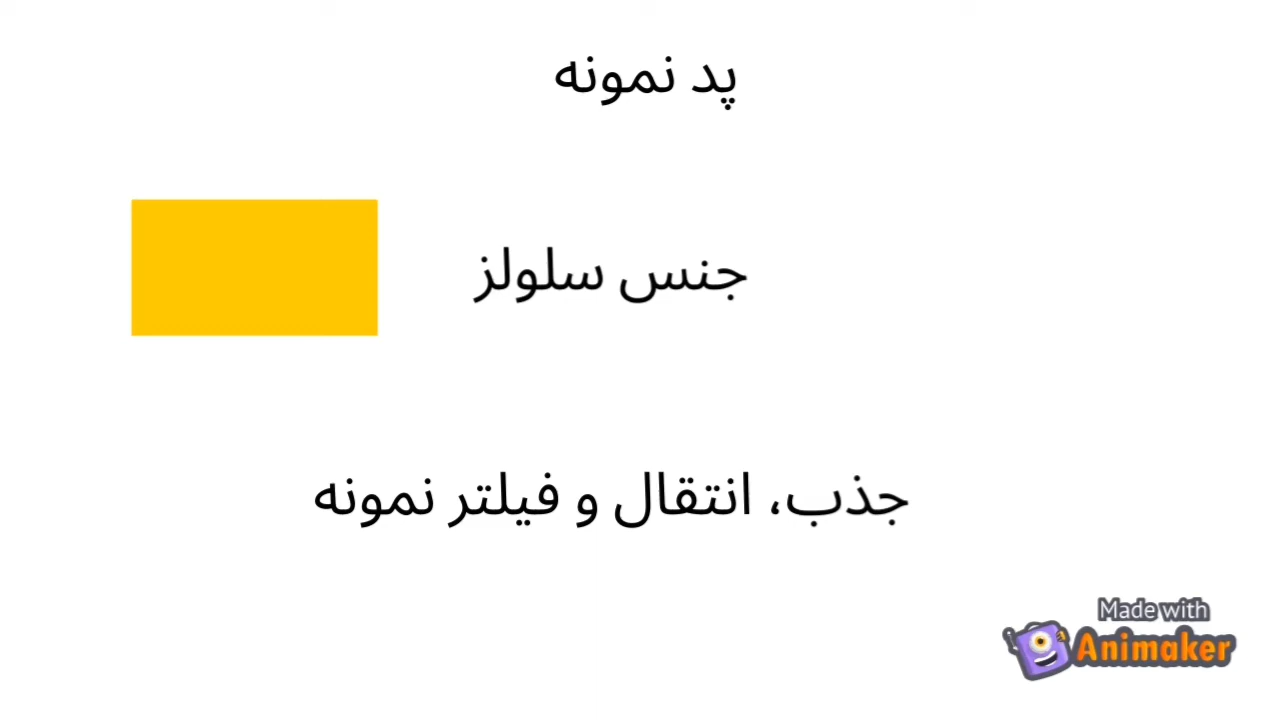 پد نمونه
جنس سلولز
جذب، انتقال و فیلتر نمونه
Made with
Animaker